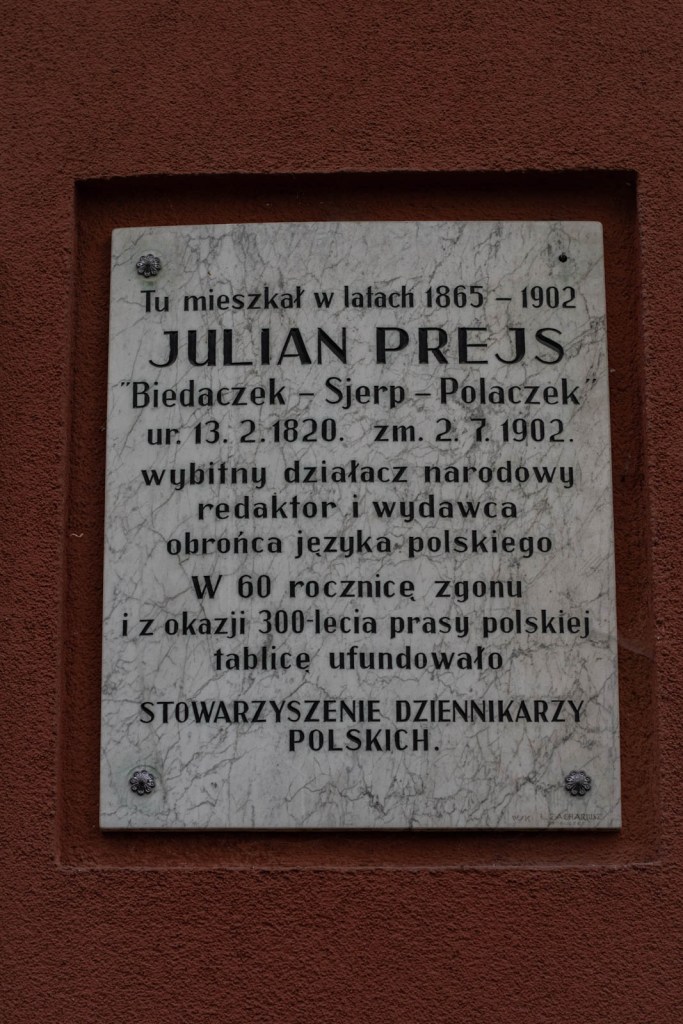 Tu mieszkał w latach 1865 – 1902
JULIAN PREJS
"Biedaczek – Sjerp – Polaczek"
ur. 13. 2. 1820. zm. 2. 7. 1902.
wybitny działacz narodowy
redaktor i wydawca
obrońca języka polskiego
W 60 rocznicę zgonu
i z okazji 300-lecia prasy polskiej
tablicę ufundowało
STOWARZYSZENIE DZIENNIKARZY
POLSKICH.